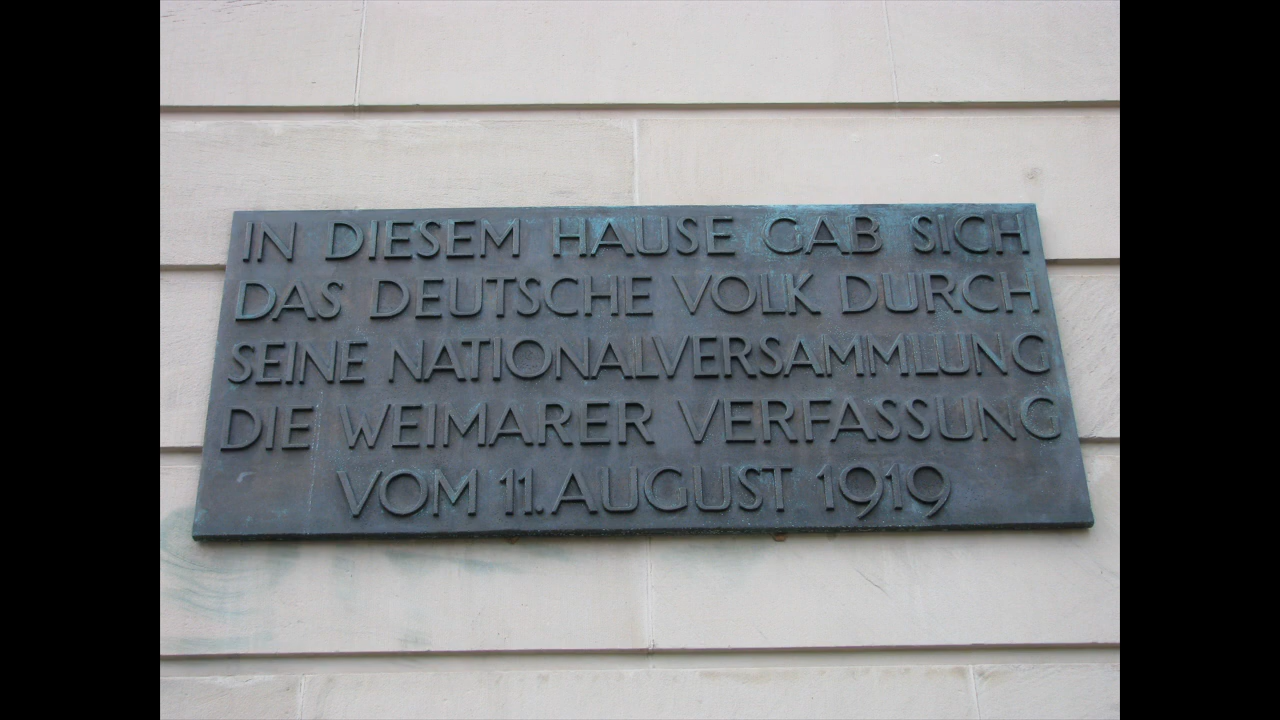 IN DIESEM HAUSE GAB SICH
DAS DEUTSCHE VOLK DURCH
SEINE NATIONALVERSAMMLUNG
DIE WEIMARER VERFASSUNG
VOM 11. AUGUST 1919